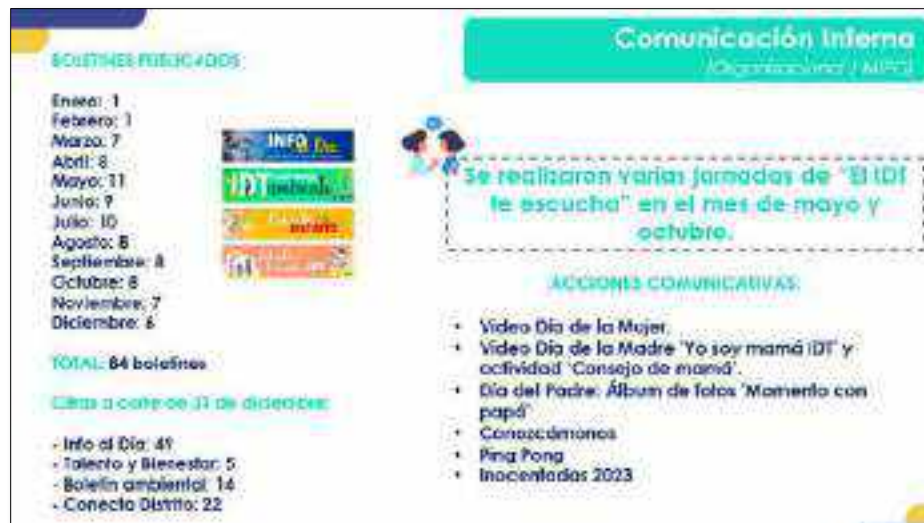 Comunicación Interna
BOLETINES PUBLICADOS:
Enero: 1
Febrero: 1
Marzo: 7
Abril: 8
Mayo: 11
Junio: 9
Julio: 10
Agosto: 8
Septiembre: 8
Octubre: 8
Noviembre: 7
Diciembre: 6
TOTAL: 84 boletines
Cifras a corte de 31 de diciembre:
- Info al Día: 49
- Talento y Bienestar: 5
- Boletín ambiental: 14
- Conecta Distrito: 22
INFO al Día
IDT ambiental
Se realizaron varias jornadas de "El IDT
te escucha" en el mes de mayo y
octubre.
ACCIONES COMUNICATIVAS:
• Video Día de la Mujer.
• Video Día de la Madre 'Yo soy mamá IDT' y
actividad 'Consejo de mamá'.
• Día del Padre: Álbum de fotos 'Momento con
papá'
• Conozcámonos
• Ping Pong
• Inocentadas 2023